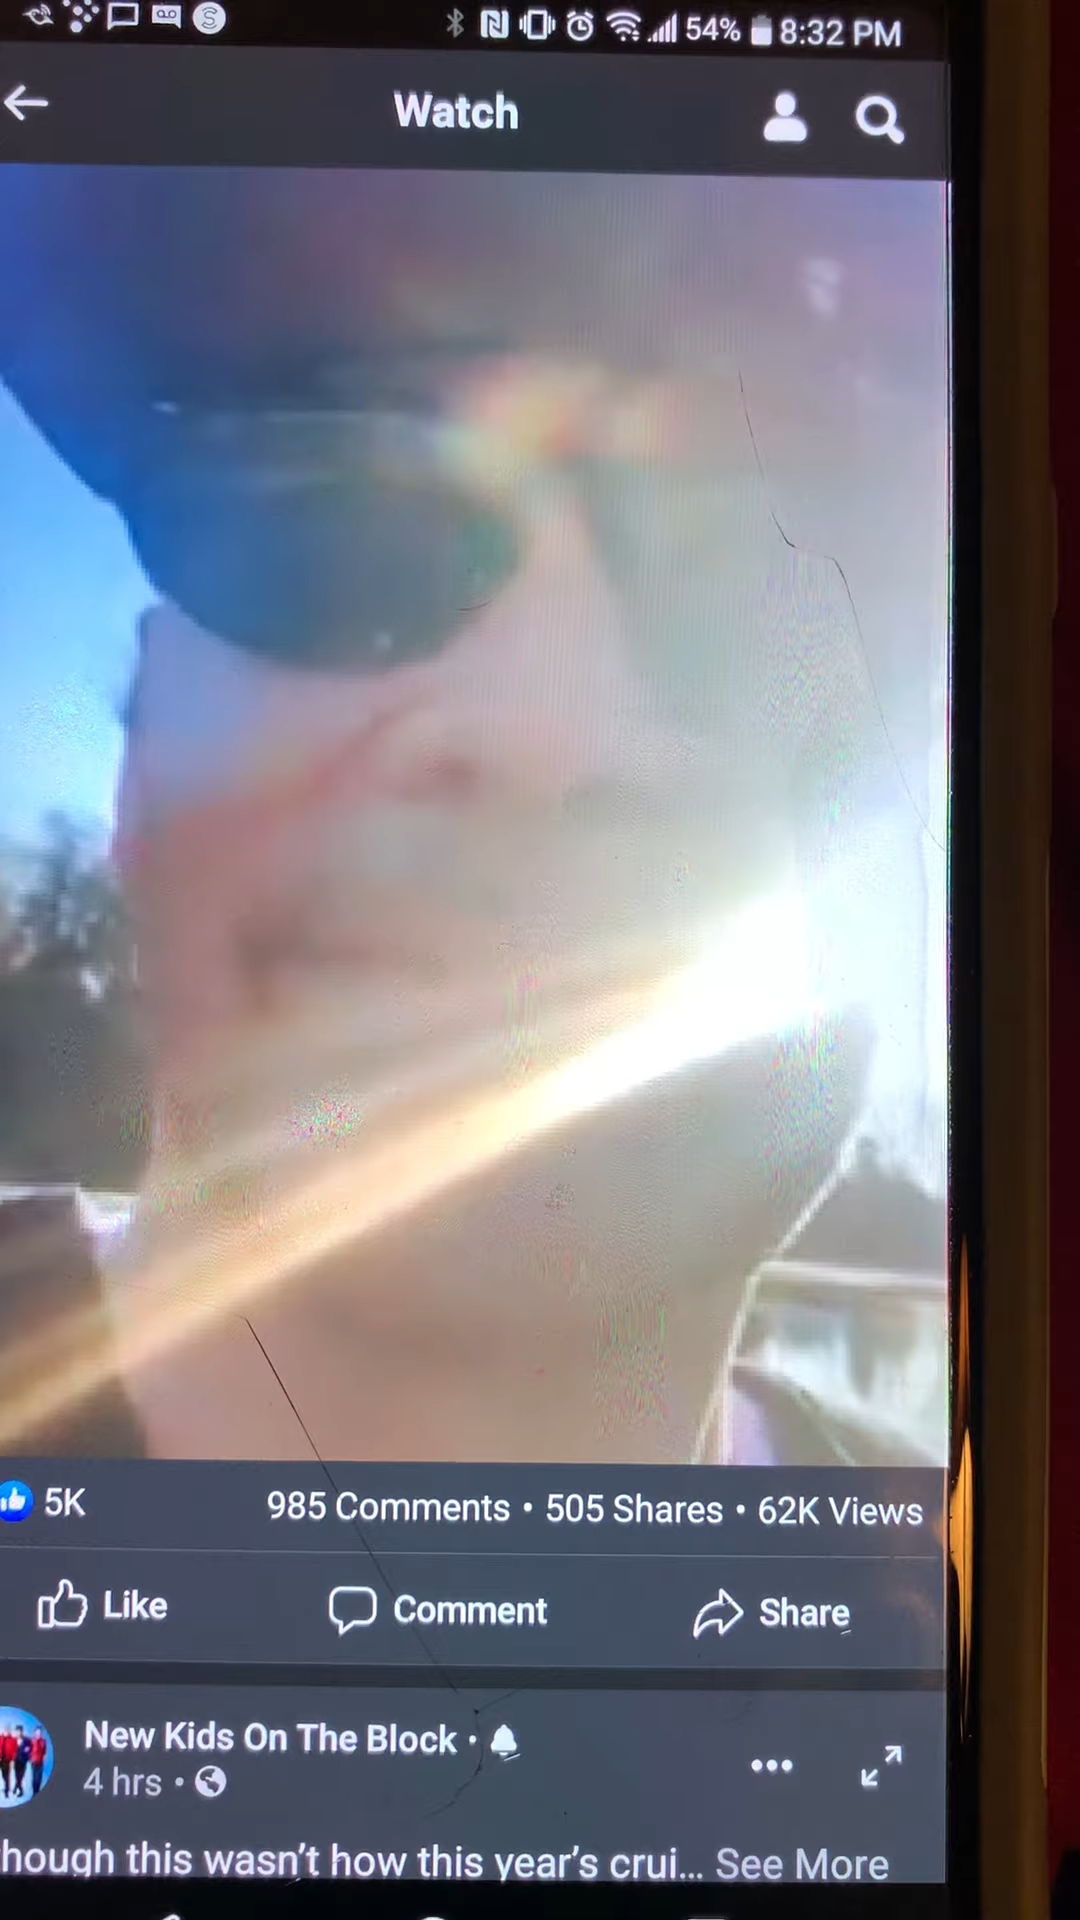 54% 8:32 PM
Watch
5K 985 Comments • 505 Shares • 62K Views
Like Comment Share
New Kids On The Block •
4 hrs •
hough this wasn't how this year's crui... See More